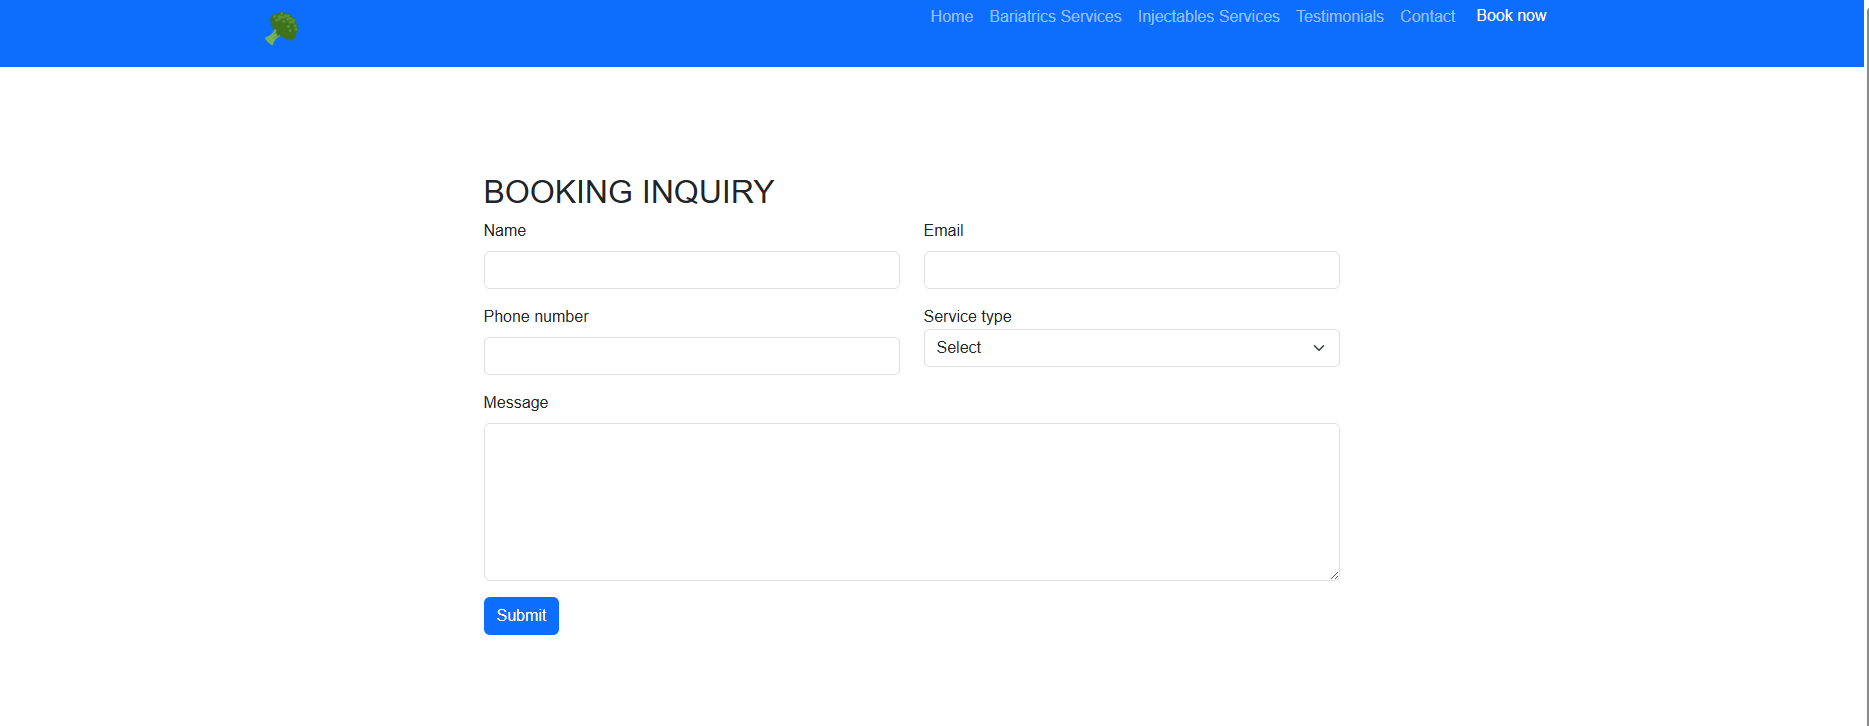 Home Bariatrics Services Injectables Services Testimonials Contact Book now
BOOKING INQUIRY
Name Email
Phone number Service type
Select
Message
Submit